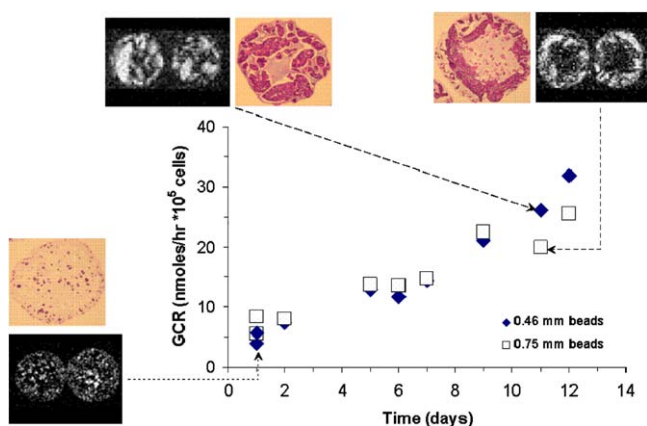 40
30
20
10
0
GCR (nmoles/hr *10⁵ cells)
0.46 mm beads
0.75 mm beads
0 2 4 6 8 10 12 14
Time (days)